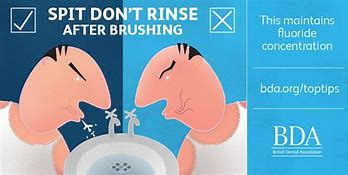 SPIT DON'T RINSE
AFTER BRUSHING
This maintains
fluoride
concentration
bda.org/toptips
BDA
British Dental Association